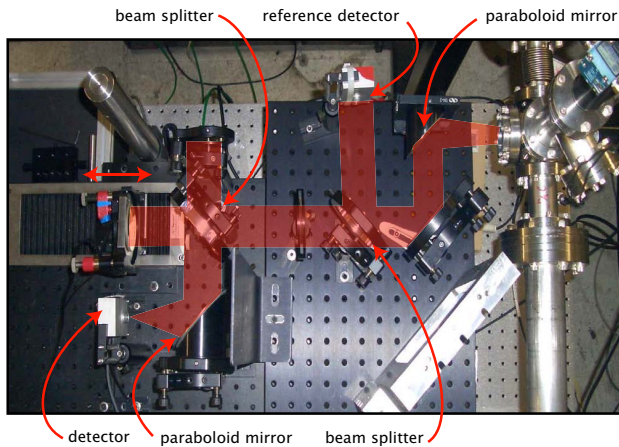 beam splitter
reference detector
paraboloid mirror
detector
paraboloid mirror
beam splitter